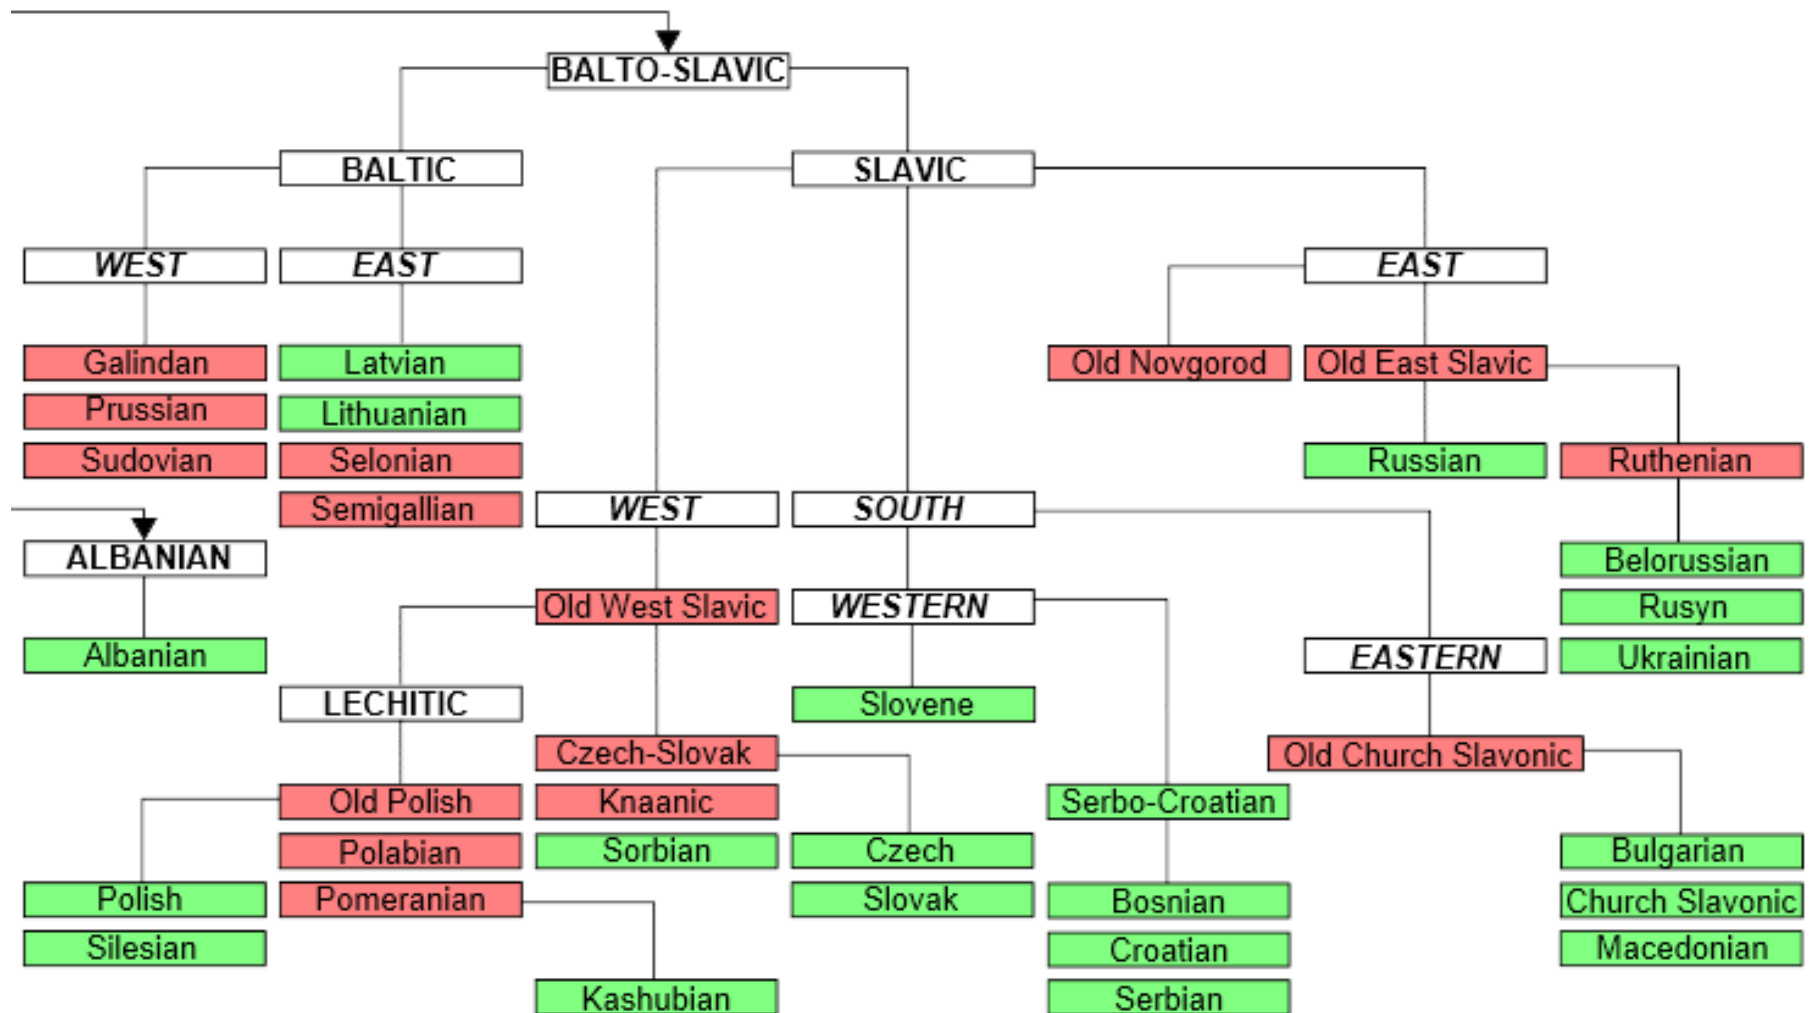 BALTO-SLAVIC
BALTIC
SLAVIC
WEST
EAST
EAST
Galindan
Latvian
Old Novgorod
Old East Slavic
Prussian
Lithuanian
Sudovian
Selonian
Russian
Ruthenian
Semigallian
WEST
SOUTH
ALBANIAN
Belorussian
Old West Slavic
WESTERN
Rusyn
Albanian
EASTERN
Ukrainian
LECHITIC
Slovene
Czech-Slovak
Old Church Slavonic
Old Polish
Knaanic
Serbo-Croatian
Polabian
Sorbian
Czech
Bulgarian
Polish
Pomeranian
Slovak
Bosnian
Church Slavonic
Silesian
Croatian
Macedonian
Kashubian
Serbian